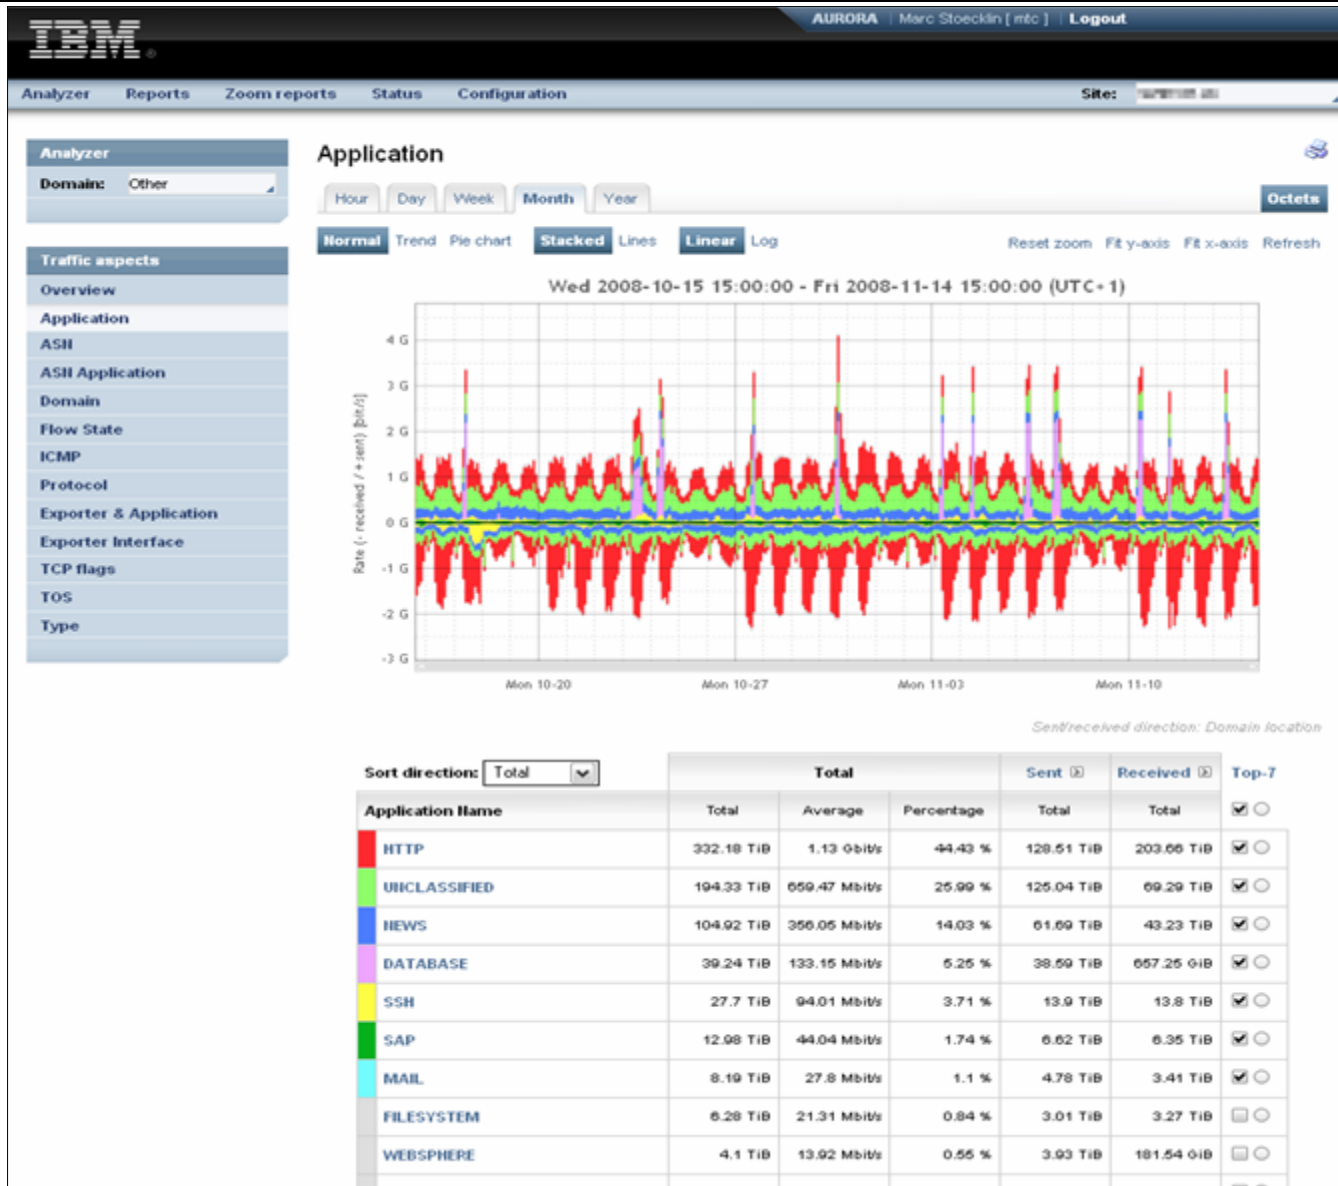 IBM®
AURORA | Marc Stoecklin [ mtc ] | Logout
Analyzer Reports Zoom reports Status Configuration Site:
Analyzer
Domain: Other
Traffic aspects
Overview
Application
ASN
ASN Application
Domain
Flow State
ICMP
Protocol
Exporter & Application
Exporter Interface
TCP flags
TOS
Type
Application
Hour Day Week Month Year Octets
Normal Trend Pie chart Stacked Lines Linear Log Reset zoom Fit y-axis Fit x-axis Refresh
Wed 2008-10-15 15:00:00 - Fri 2008-11-14 15:00:00 (UTC+1)
Rate (- received / + sent) [bit/s]
4 G
3 G
2 G
1 G
0 G
-1 G
-2 G
-3 G
Mon 10-20 Mon 10-27 Mon 11-03 Mon 11-10
Sent/received direction: Domain location
Sort direction: Total Total Sent Received Top-7
Application Name Total Average Percentage Total Total
HTTP 332.18 TiB 1.13 Gbit/s 44.43 % 128.51 TiB 203.66 TiB
UNCLASSIFIED 194.33 TiB 659.47 Mbit/s 25.99 % 125.04 TiB 69.29 TiB
NEWS 104.92 TiB 356.05 Mbit/s 14.03 % 61.69 TiB 43.23 TiB
DATABASE 39.24 TiB 133.15 Mbit/s 5.25 % 38.59 TiB 657.25 GiB
SSH 27.7 TiB 94.01 Mbit/s 3.71 % 13.9 TiB 13.8 TiB
SAP 12.98 TiB 44.04 Mbit/s 1.74 % 6.62 TiB 6.35 TiB
MAIL 8.19 TiB 27.8 Mbit/s 1.1 % 4.78 TiB 3.41 TiB
FILESYSTEM 6.28 TiB 21.31 Mbit/s 0.84 % 3.01 TiB 3.27 TiB
WEBSPHERE 4.1 TiB 13.92 Mbit/s 0.55 % 3.93 TiB 181.54 GiB